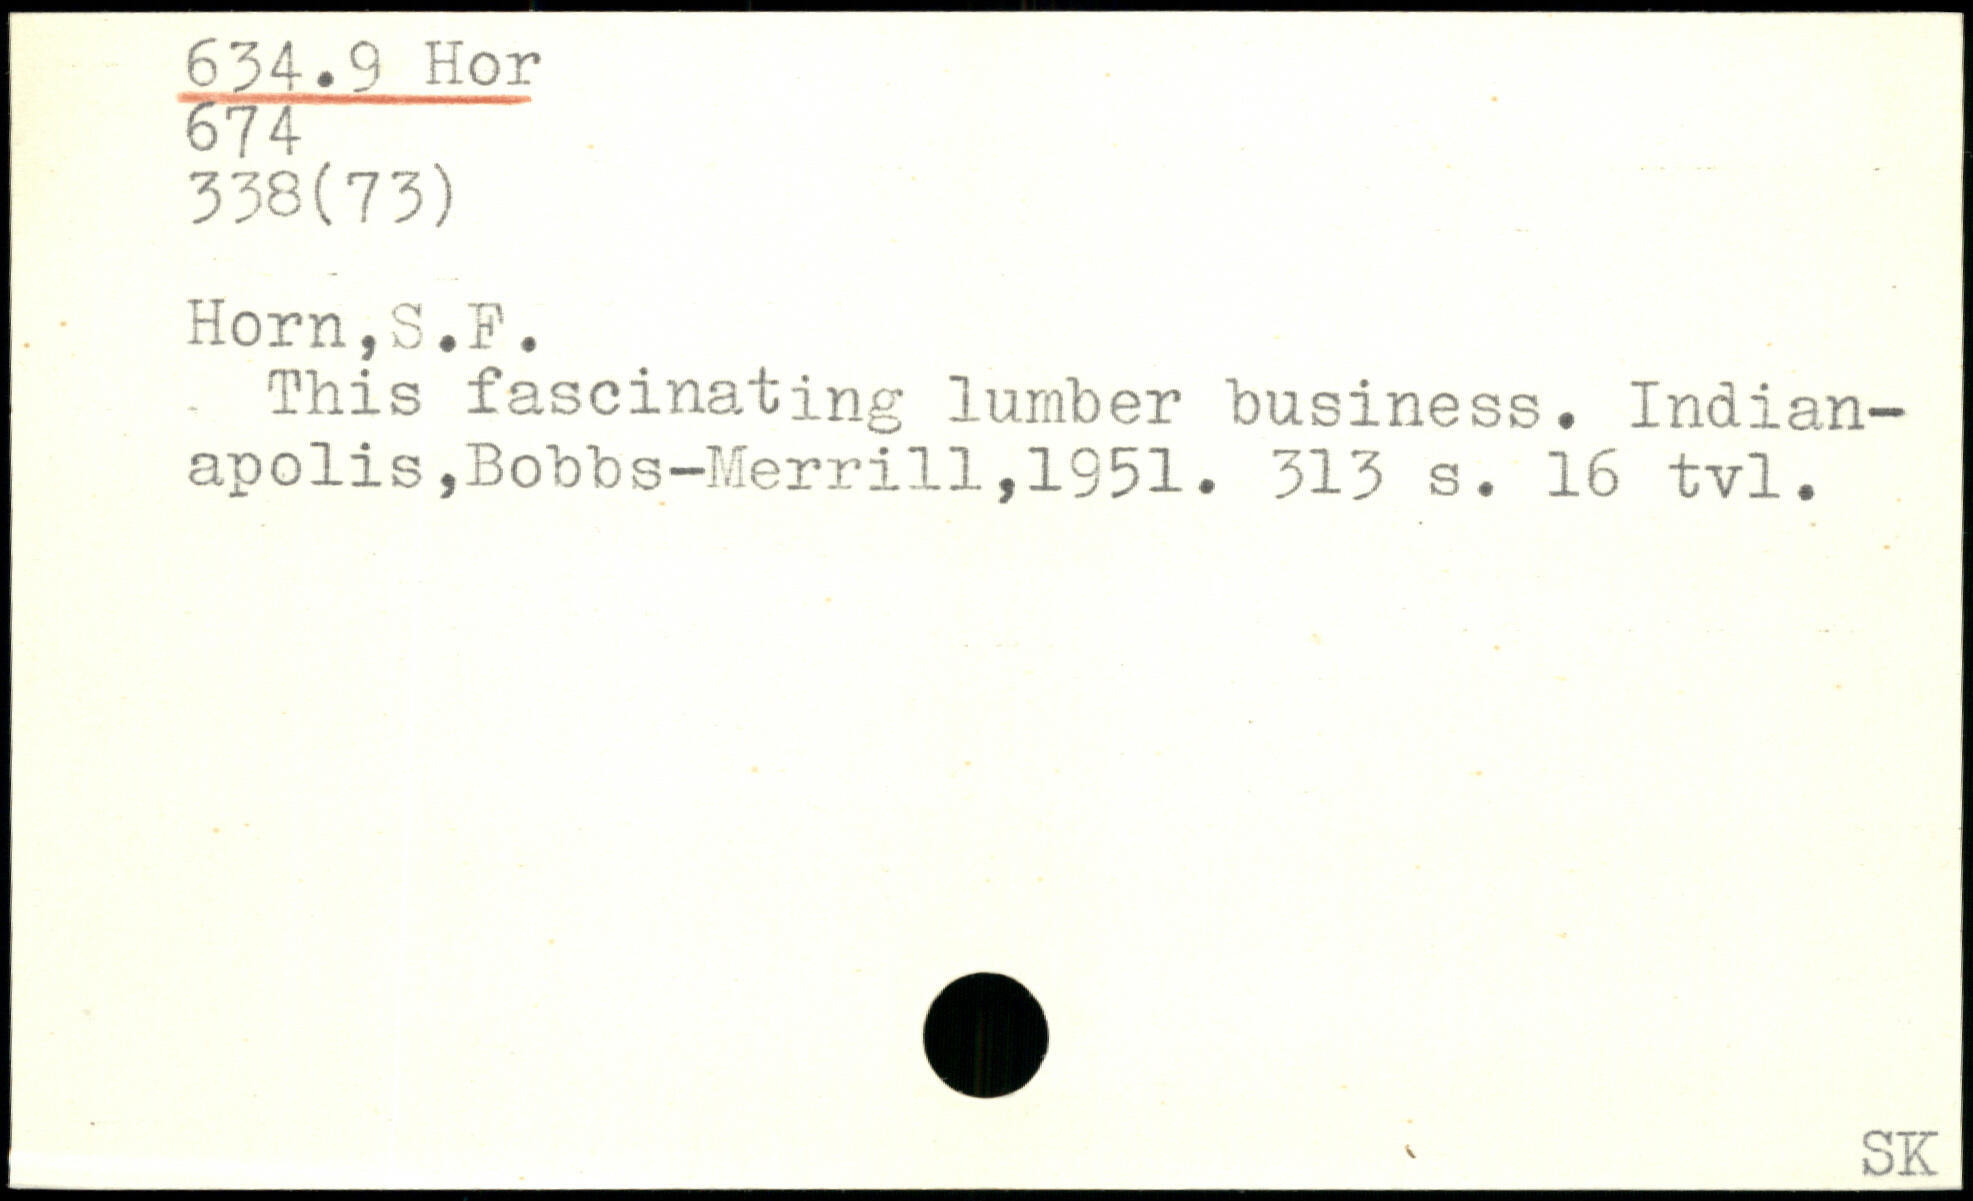 634.9 Hor
674
338(73)
Horn,S.F.
This fascinating lumber business. Indian-
apolis,Bobbs-Merrill,1951. 313 s. 16 tvl.
SK